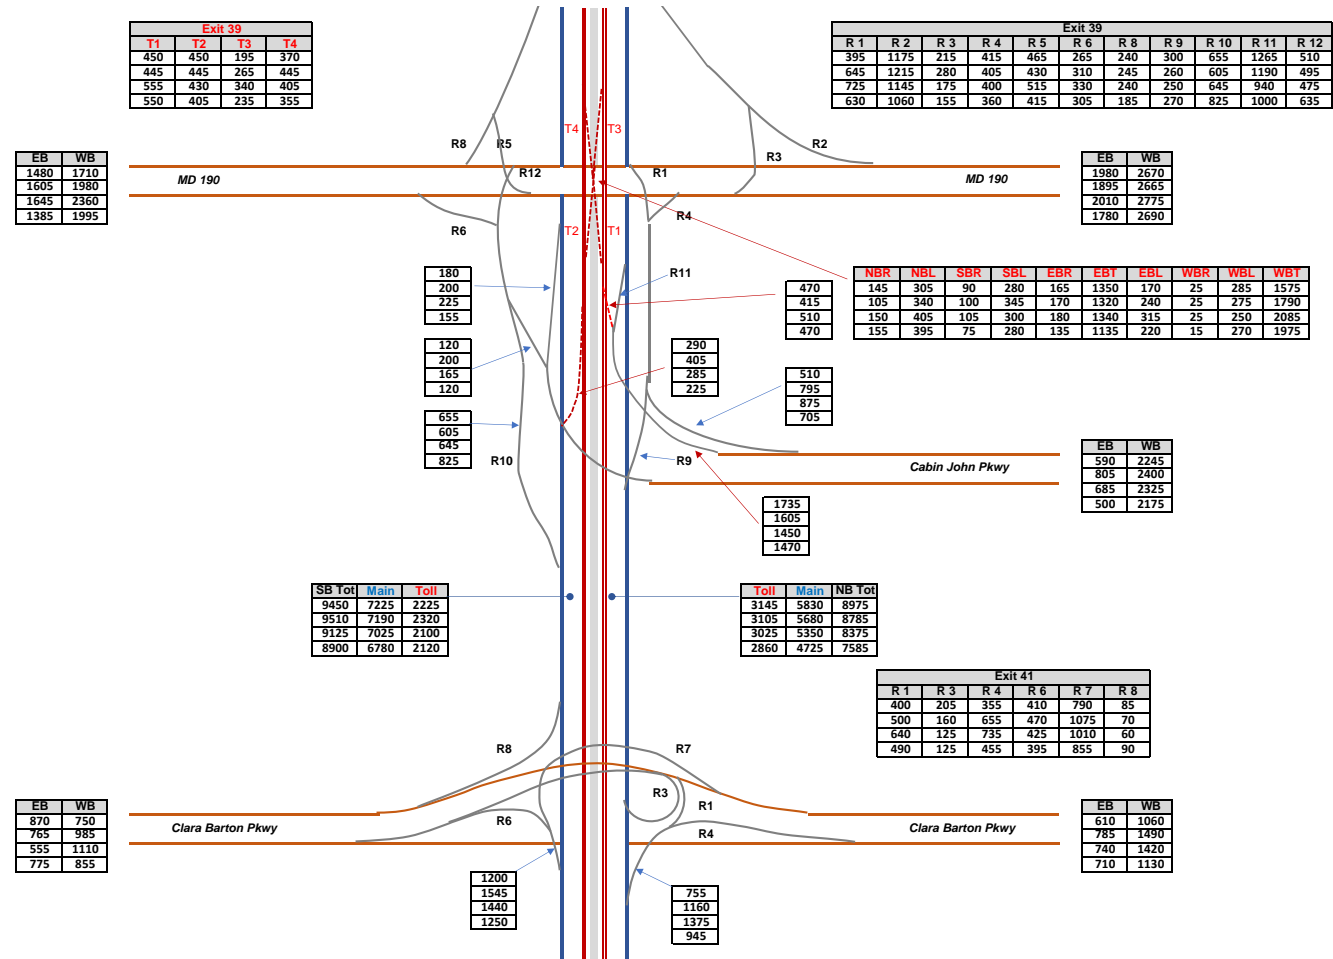 Exit 39
T1 T2 T3 T4
450 450 195 370
445 445 265 445
555 430 340 405
550 405 235 355
Exit 39
R 1 R 2 R 3 R 4 R 5 R 6 R 8 R 9 R 10 R 11 R 12
395 1175 215 415 465 265 240 300 655 1265 510
645 1215 280 405 430 310 245 260 605 1190 495
725 1145 175 400 515 330 240 250 645 940 475
630 1060 155 360 415 305 185 270 825 1000 635
T4 T3
R8 R5 R2
R3
EB WB
1480 1710
1605 1980
1645 2360
1385 1995
MD 190
R12 R1
MD 190
EB WB
1980 2670
1895 2665
2010 2775
1780 2690
R6 T2 T1 R4
R11
180
200
225
155
470
415
510
470
NBR NBL SBR SBL EBR EBT EBL WBR WBL WBT
145 305 90 280 165 1350 170 25 285 1575
105 340 100 345 170 1320 240 25 275 1790
150 405 105 300 180 1340 315 25 250 2085
155 395 75 280 135 1135 220 15 270 1975
120
200
165
120
290
405
285
225
510
795
875
705
655
605
645
825
R10 R9
Cabin John Pkwy
EB WB
590 2245
805 2400
685 2325
500 2175
1735
1605
1450
1470
SB Tot Main Toll
9450 7225 2225
9510 7190 2320
9125 7025 2100
8900 6780 2120
Toll Main NB Tot
3145 5830 8975
3105 5680 8785
3025 5350 8375
2860 4725 7585
Exit 41
R 1 R 3 R 4 R 6 R 7 R 8
400 205 355 410 790 85
500 160 655 470 1075 70
640 125 735 425 1010 60
490 125 455 395 855 90
R8 R7
R3
R1
R6
R4
EB WB
870 750
765 985
555 1110
775 855
Clara Barton Pkwy
Clara Barton Pkwy
EB WB
610 1060
785 1490
740 1420
710 1130
1200
1545
1440
1250
755
1160
1375
945